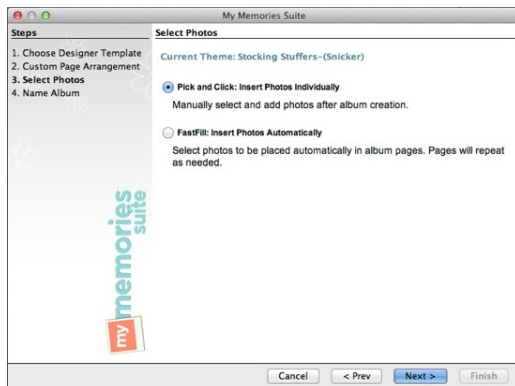 My Memories Suite
Steps
1. Choose Designer Template
2. Custom Page Arrangement
3. Select Photos
4. Name Album
my memories suite
Select Photos
Current Theme: Stocking Stuffers-(Snicker)
Pick and Click: Insert Photos Individually
Manually select and add photos after album creation.
FastFill: Insert Photos Automatically
Select photos to be placed automatically in album pages. Pages will repeat
as needed.
Cancel
< Prev
Next >
Finish